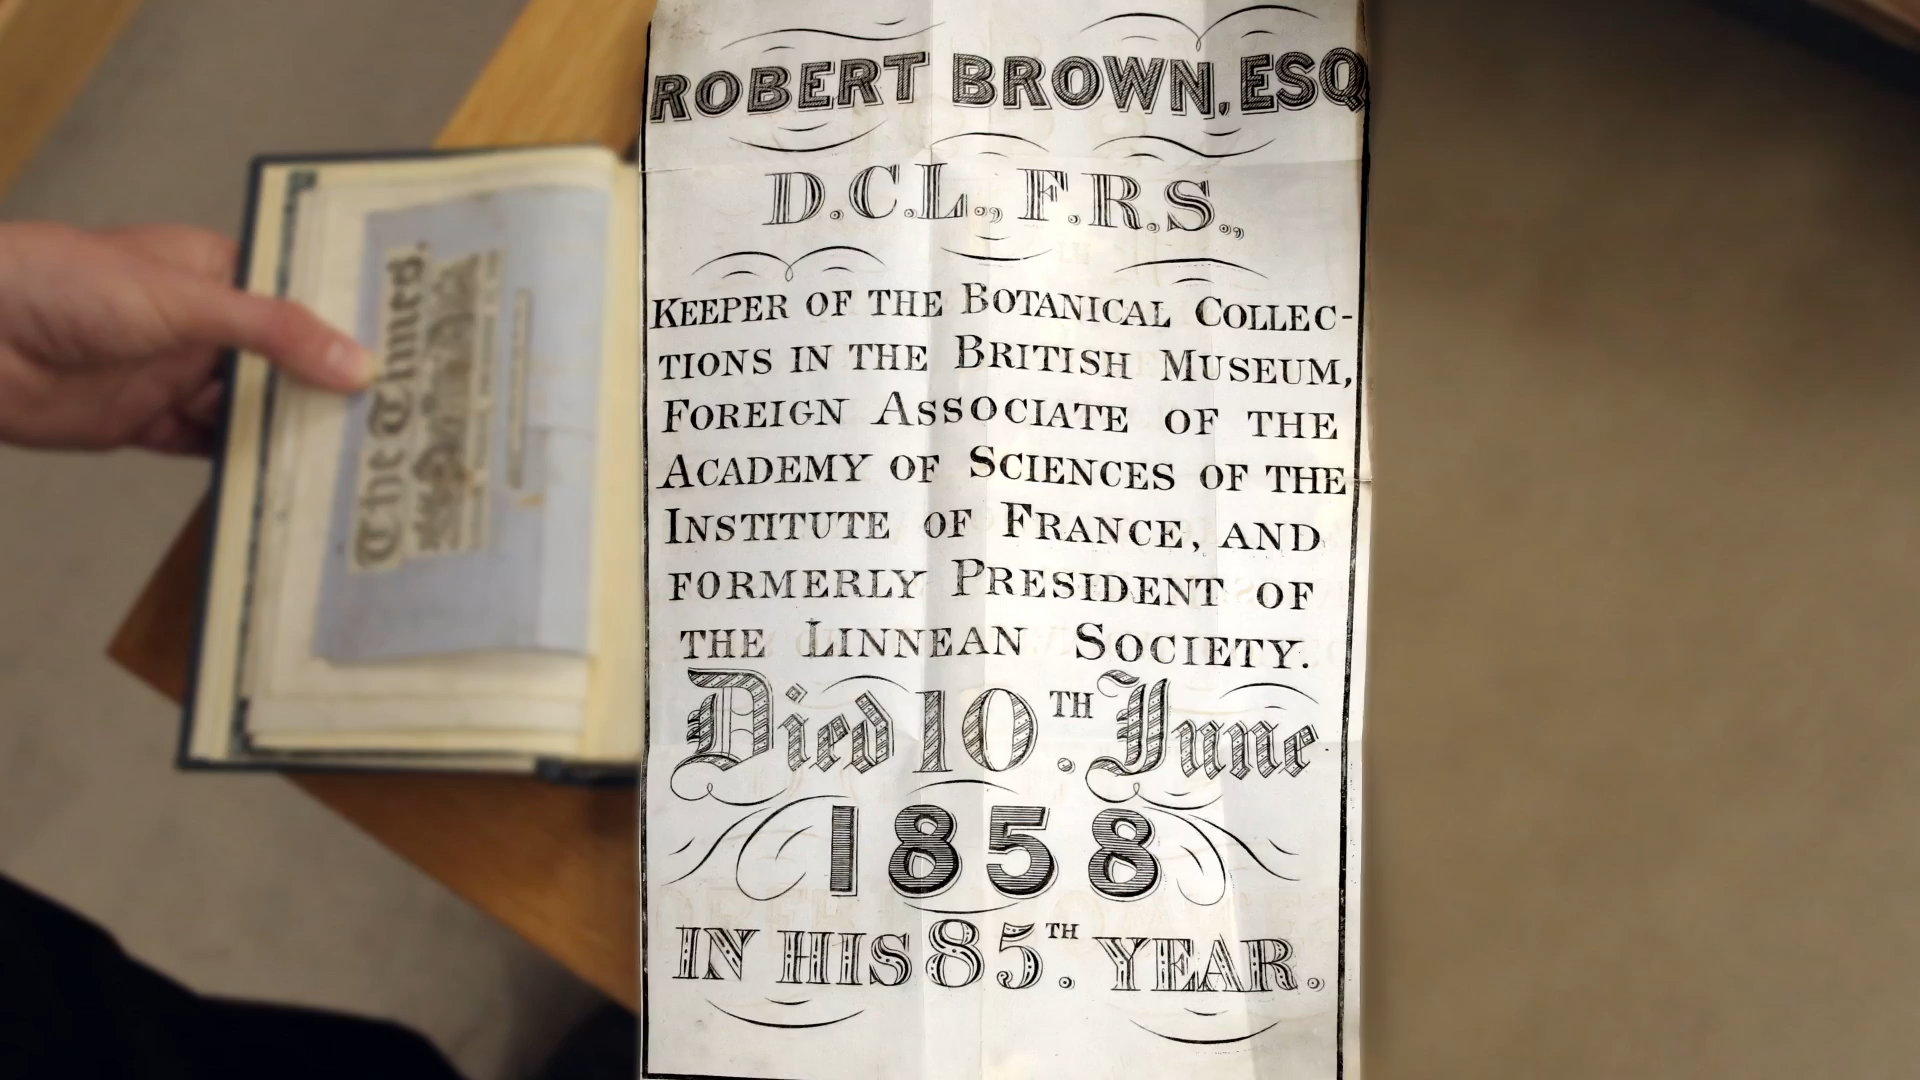 The Times.
ROBERT BROWN, ESQ
D.C.L., F.R.S.,
KEEPER OF THE BOTANICAL COLLEC-
TIONS IN THE BRITISH MUSEUM,
FOREIGN ASSOCIATE OF THE
ACADEMY OF SCIENCES OF THE
INSTITUTE OF FRANCE, AND
FORMERLY PRESIDENT OF
THE LINNEAN SOCIETY.
Died 10TH. June
1858
IN HIS 85TH. YEAR.